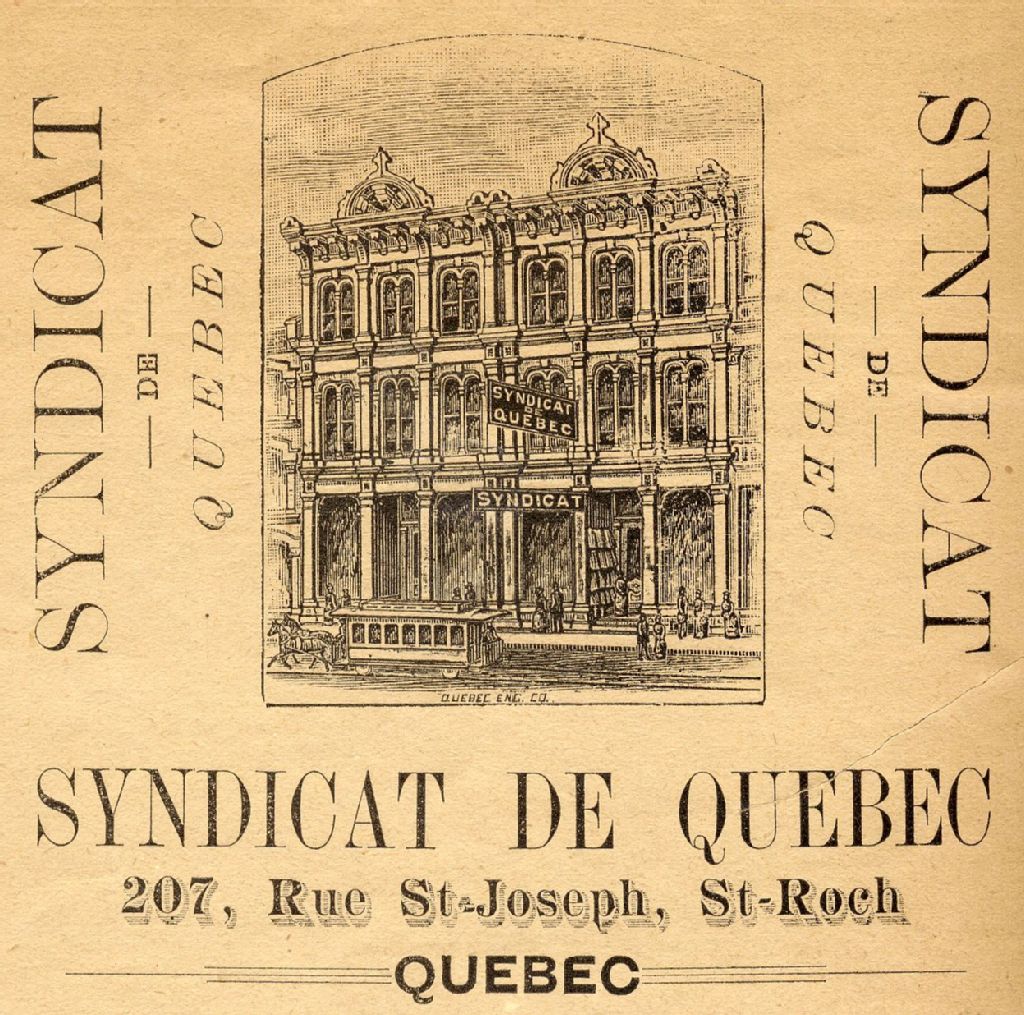 SYNDICAT
DE
QUEBEC
SYNDICAT
DE
QUEBEC
SYNDICAT
DE
QUEBEC
SYNDICAT
QUEBEC ENG. CO.
SYNDICAT DE QUEBEC
207, Rue St-Joseph, St-Roch
QUEBEC